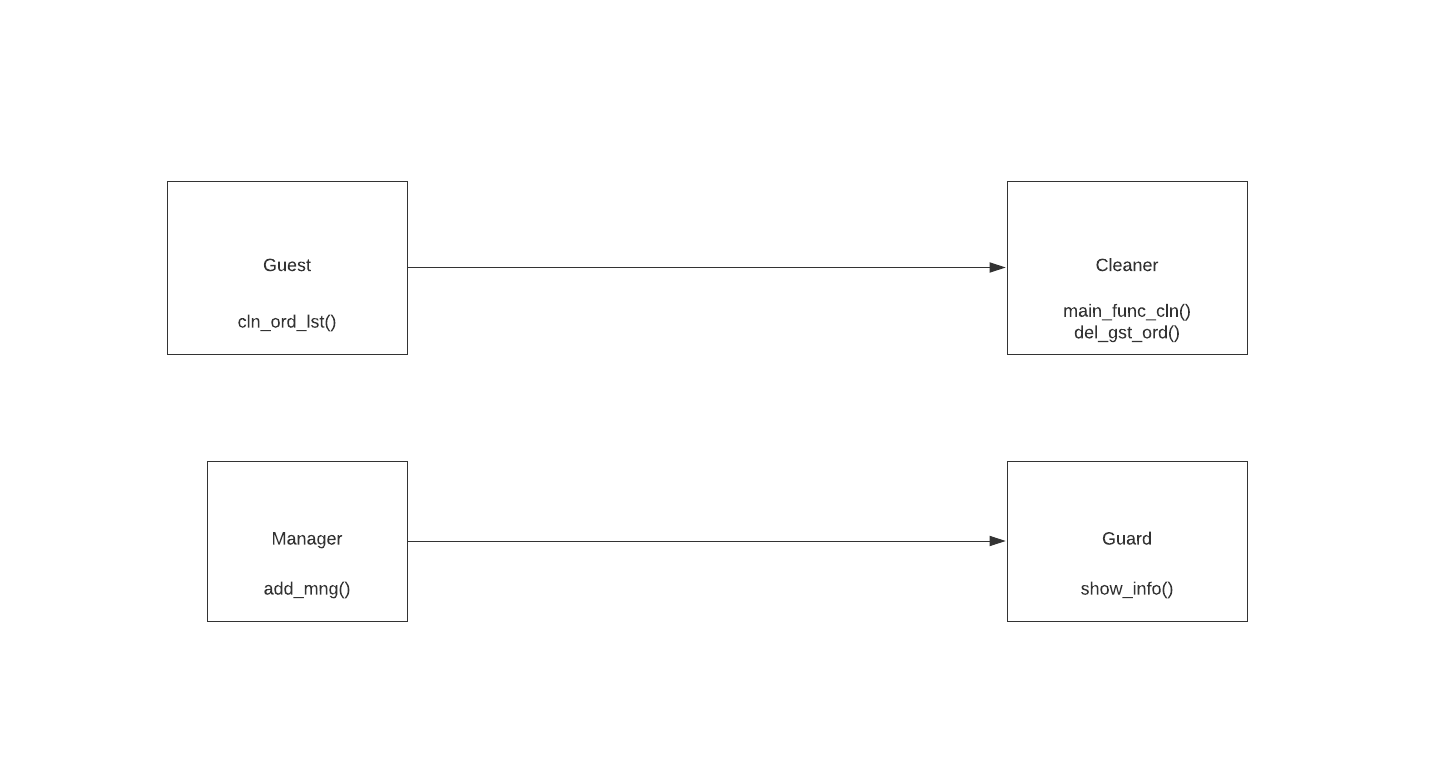 Guest
cln_ord_lst()
Cleaner
main_func_cln()
del_gst_ord()
Manager
add_mng()
Guard
show_info()